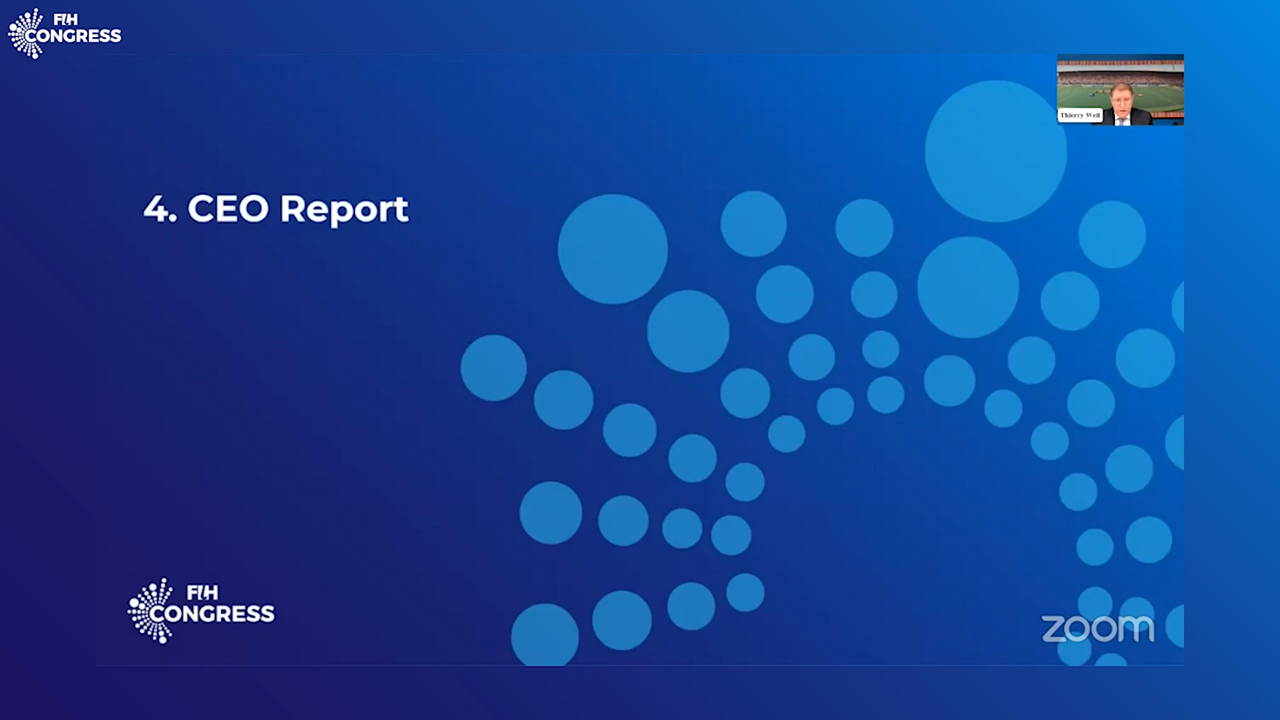 FIH
CONGRESS
Thierry Weil
4. CEO Report
FIH
CONGRESS
zoom